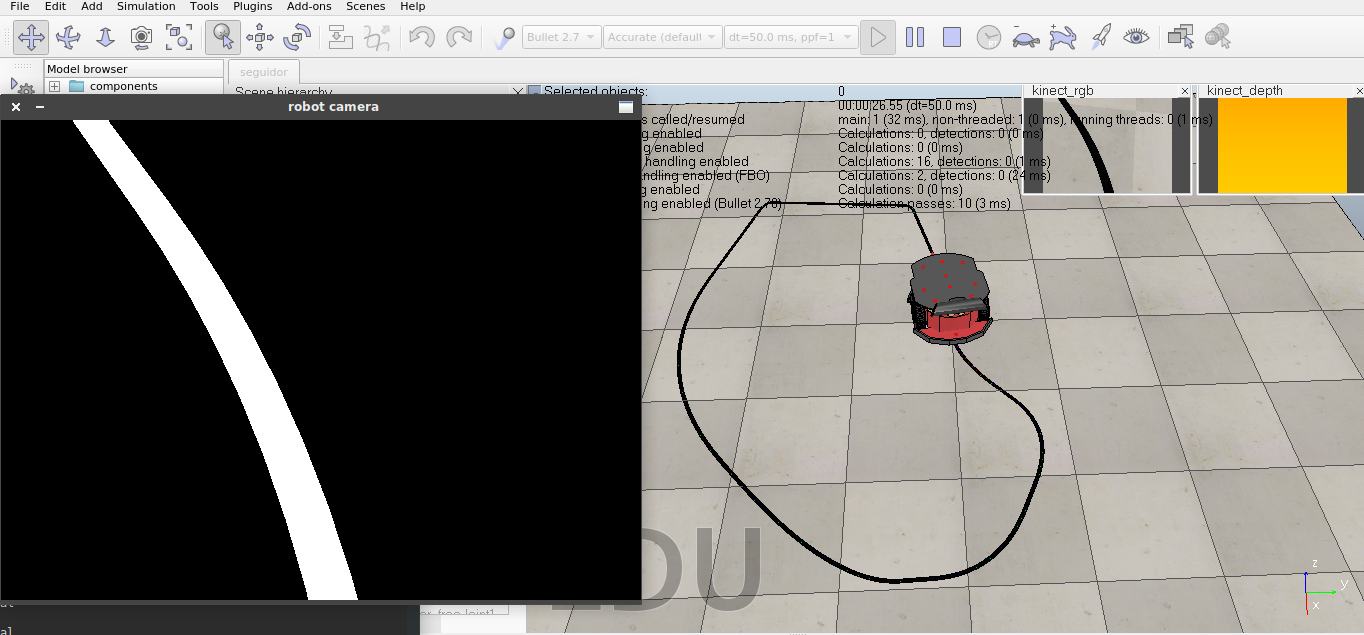 File Edit Add Simulation Tools Plugins Add-ons Scenes Help
Bullet 2.7 Accurate (defaul dt=50.0 ms, ppf=1
Model browser
seguidor
components
Scene hierarchy
robot camera
Selected objects: 0
00:00:26.55 (dt=50.0 ms)
s called/resumed main: 1 (32 ms), non-threaded: 1 (0 ms), running threads: 0 (1 ms)
g enabled Calculations: 0, detections: 0 (0 ms)
g enabled Calculations: 0 (0 ms)
handling enabled Calculations: 16, detections: 0 (1 ms)
ndling enabled (FBO) Calculations: 2, detections: 0 (24 ms)
g enabled Calculations: 0 (0 ms)
ng enabled (Bullet 2.78) Calculation passes: 10 (3 ms)
kinect_rgb
kinect_depth
EDU
z
y
x